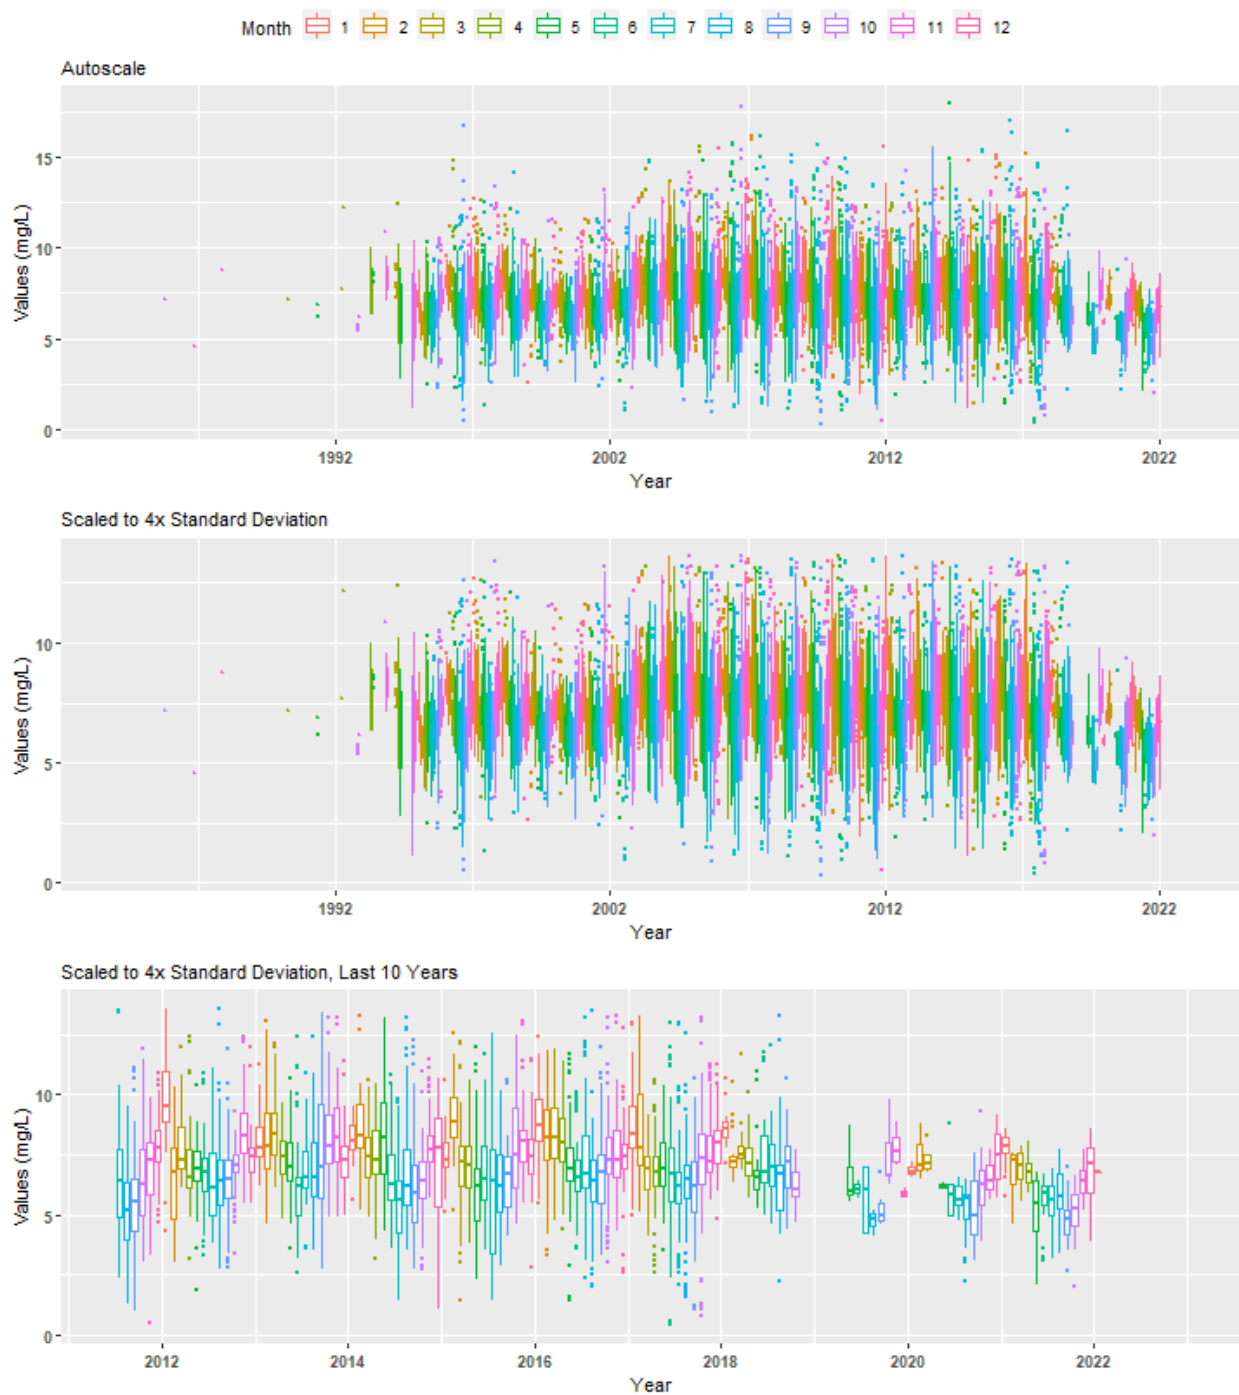 Month 1 2 3 4 5 6 7 8 9 10 11 12
Autoscale
Values (mg/L)
15
10
5
0
1992 2002 2012 2022
Year
Scaled to 4x Standard Deviation
Values (mg/L)
10
5
0
1992 2002 2012 2022
Year
Scaled to 4x Standard Deviation, Last 10 Years
Values (mg/L)
10
5
0
2012 2014 2016 2018 2020 2022
Year